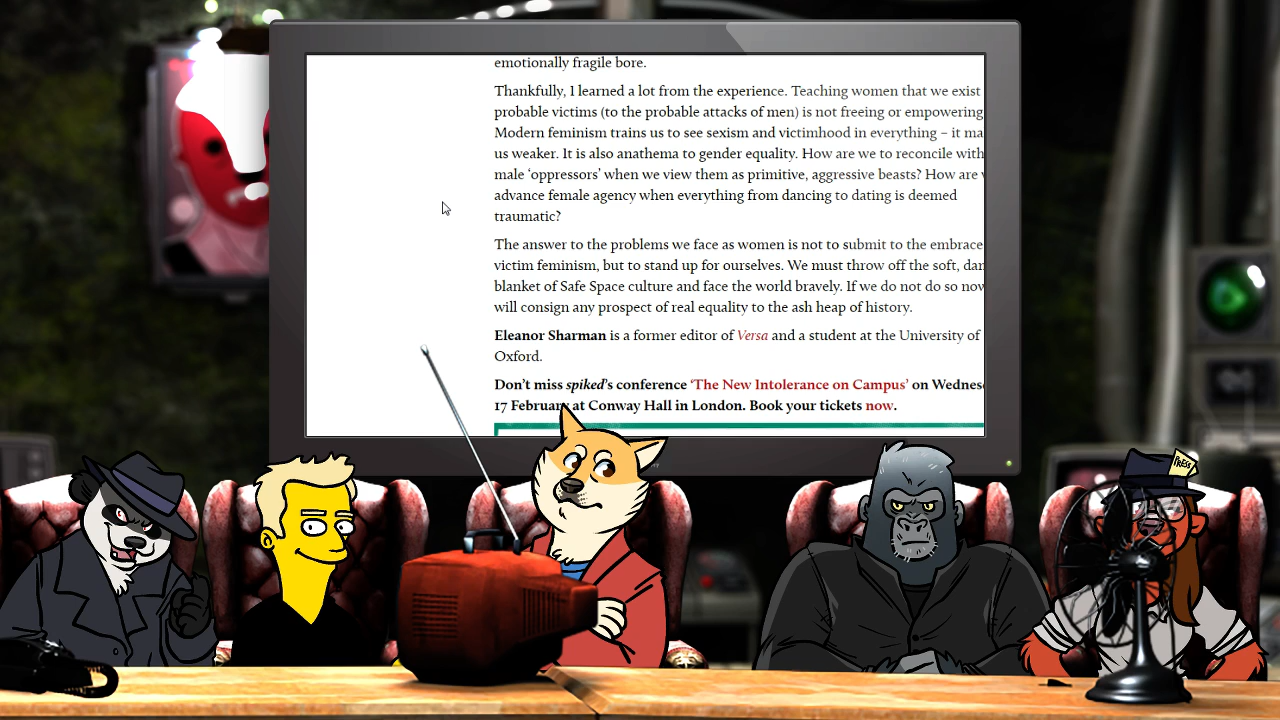 emotionally fragile bore.
Thankfully, I learned a lot from the experience. Teaching women that we exist
probable victims (to the probable attacks of men) is not freeing or empowering
Modern feminism trains us to see sexism and victimhood in everything – it ma
us weaker. It is also anathema to gender equality. How are we to reconcile with
male ‘oppressors’ when we view them as primitive, aggressive beasts? How are
advance female agency when everything from dancing to dating is deemed
traumatic?
The answer to the problems we face as women is not to submit to the embrace
victim feminism, but to stand up for ourselves. We must throw off the soft, dam
blanket of Safe Space culture and face the world bravely. If we do not do so now
will consign any prospect of real equality to the ash heap of history.
Eleanor Sharman is a former editor of Versa and a student at the University of
Oxford.
Don’t miss spiked’s conference ‘The New Intolerance on Campus’ on Wednes
17 February at Conway Hall in London. Book your tickets now.
PRESS